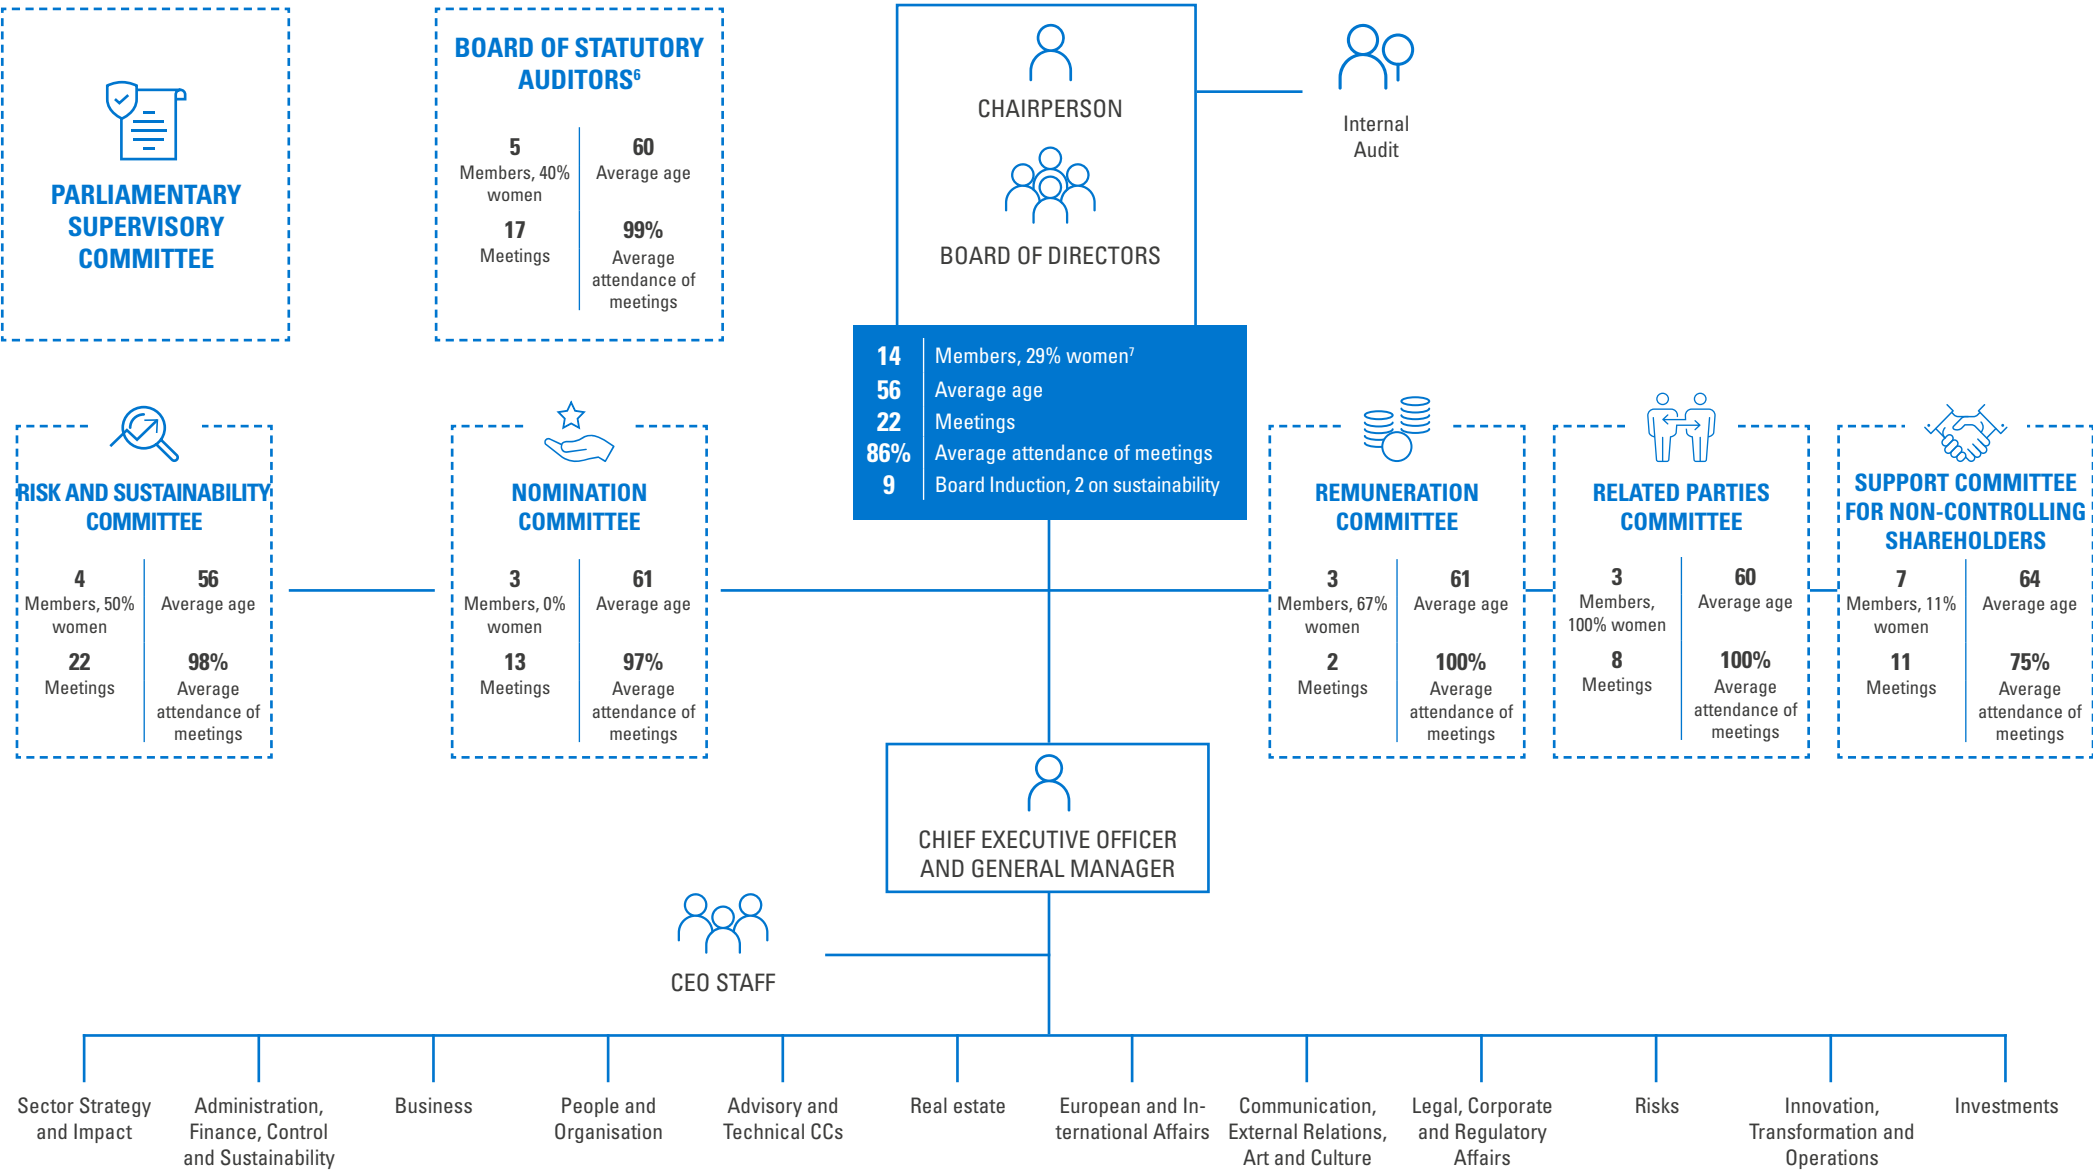 PARLIAMENTARY
SUPERVISORY
COMMITTEE
BOARD OF STATUTORY
AUDITORS⁶
5
Members, 40%
women
60
Average age
17
Meetings
99%
Average
attendance of
meetings
CHAIRPERSON
BOARD OF DIRECTORS
Internal
Audit
14 Members, 29% women⁷
56 Average age
22 Meetings
86% Average attendance of meetings
9 Board Induction, 2 on sustainability
RISK AND SUSTAINABILITY
COMMITTEE
4
Members, 50%
women
56
Average age
22
Meetings
98%
Average
attendance of
meetings
NOMINATION
COMMITTEE
3
Members, 0%
women
61
Average age
13
Meetings
97%
Average
attendance of
meetings
REMUNERATION
COMMITTEE
3
Members, 67%
women
61
Average age
2
Meetings
100%
Average
attendance of
meetings
RELATED PARTIES
COMMITTEE
3
Members,
100% women
60
Average age
8
Meetings
100%
Average
attendance of
meetings
SUPPORT COMMITTEE
FOR NON-CONTROLLING
SHAREHOLDERS
7
Members, 11%
women
64
Average age
11
Meetings
75%
Average
attendance of
meetings
CHIEF EXECUTIVE OFFICER
AND GENERAL MANAGER
CEO STAFF
Sector Strategy
and Impact
Administration,
Finance, Control
and Sustainability
Business
People and
Organisation
Advisory and
Technical CCs
Real estate
European and In-
ternational Affairs
Communication,
External Relations,
Art and Culture
Legal, Corporate
and Regulatory
Affairs
Risks
Innovation,
Transformation and
Operations
Investments